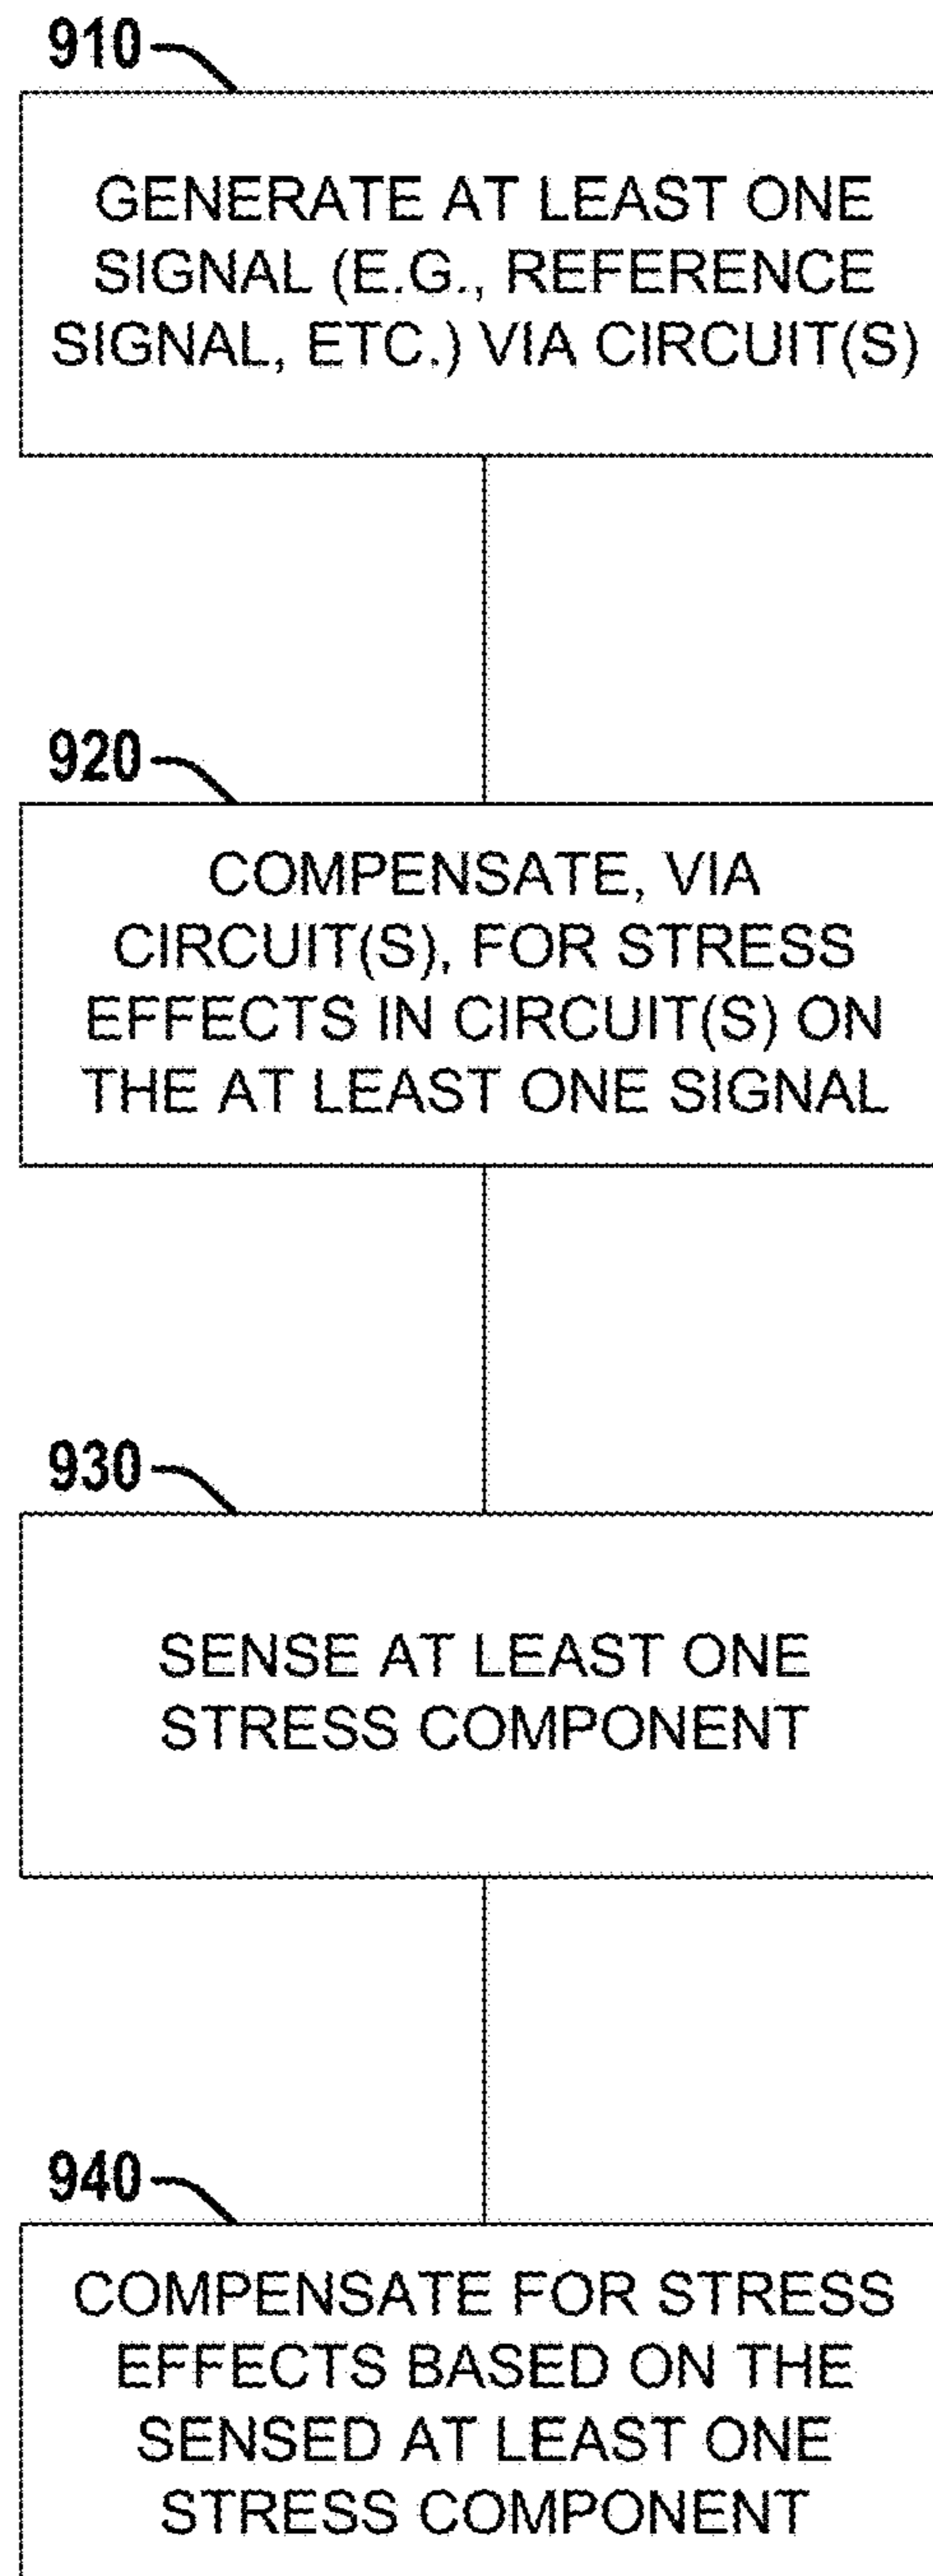 910
GENERATE AT LEAST ONE
SIGNAL (E.G., REFERENCE
SIGNAL, ETC.) VIA CIRCUIT(S)
920
COMPENSATE, VIA
CIRCUIT(S), FOR STRESS
EFFECTS IN CIRCUIT(S) ON
THE AT LEAST ONE SIGNAL
930
SENSE AT LEAST ONE
STRESS COMPONENT
940
COMPENSATE FOR STRESS
EFFECTS BASED ON THE
SENSED AT LEAST ONE
STRESS COMPONENT